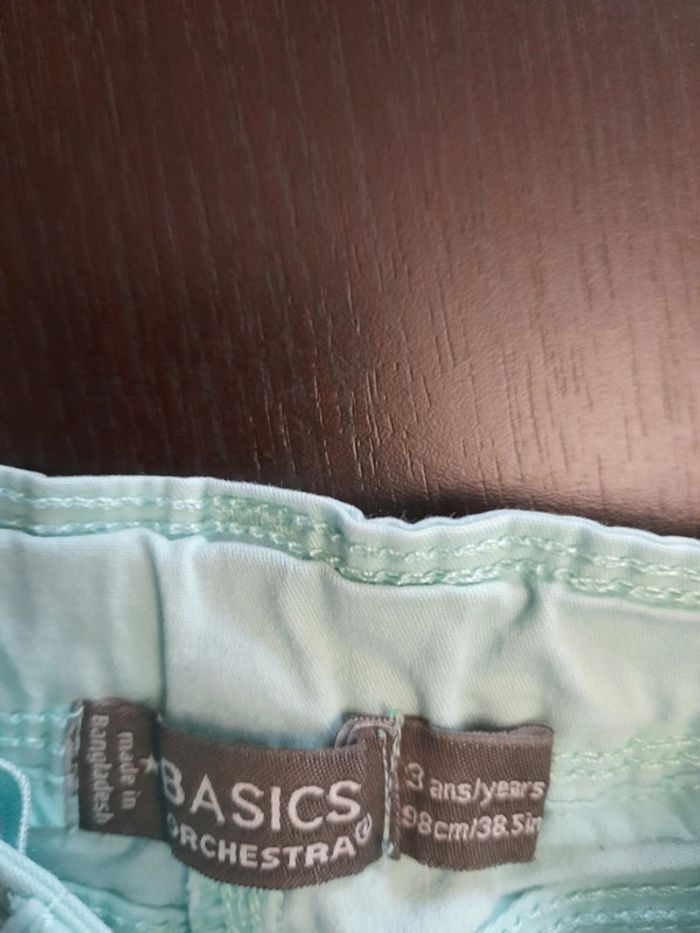 made in
Bangladesh
BASICS
ORCHESTRA
3 ans/years
98cm/38.5in